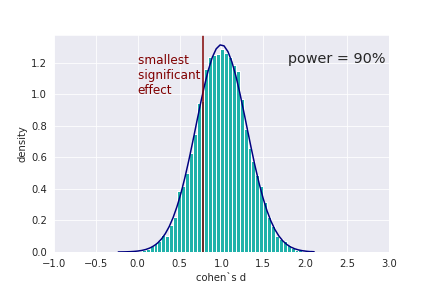 smallest
significant
effect
power = 90%
density
1.2
1.0
0.8
0.6
0.4
0.2
0.0
−1.0 −0.5 0.0 0.5 1.0 1.5 2.0 2.5 3.0
cohen`s d